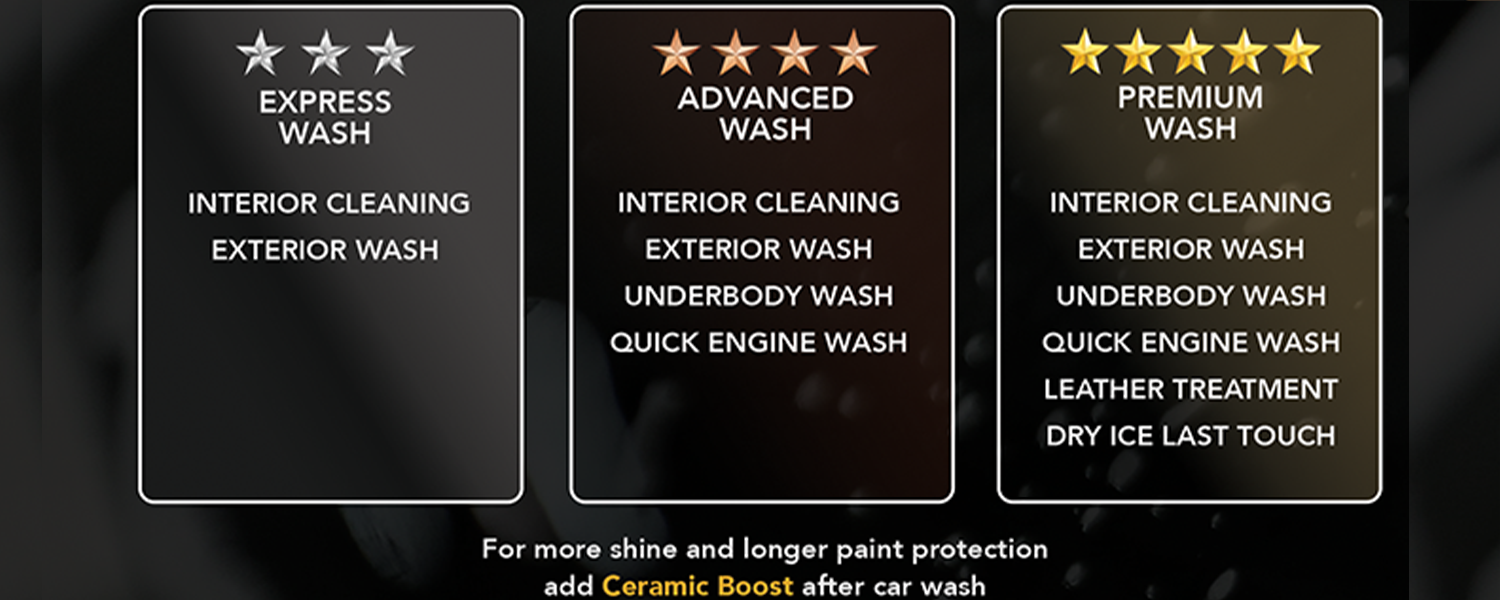 EXPRESS
WASH
INTERIOR CLEANING
EXTERIOR WASH
ADVANCED
WASH
INTERIOR CLEANING
EXTERIOR WASH
UNDERBODY WASH
QUICK ENGINE WASH
PREMIUM
WASH
INTERIOR CLEANING
EXTERIOR WASH
UNDERBODY WASH
QUICK ENGINE WASH
LEATHER TREATMENT
DRY ICE LAST TOUCH
For more shine and longer paint protection
add Ceramic Boost after car wash